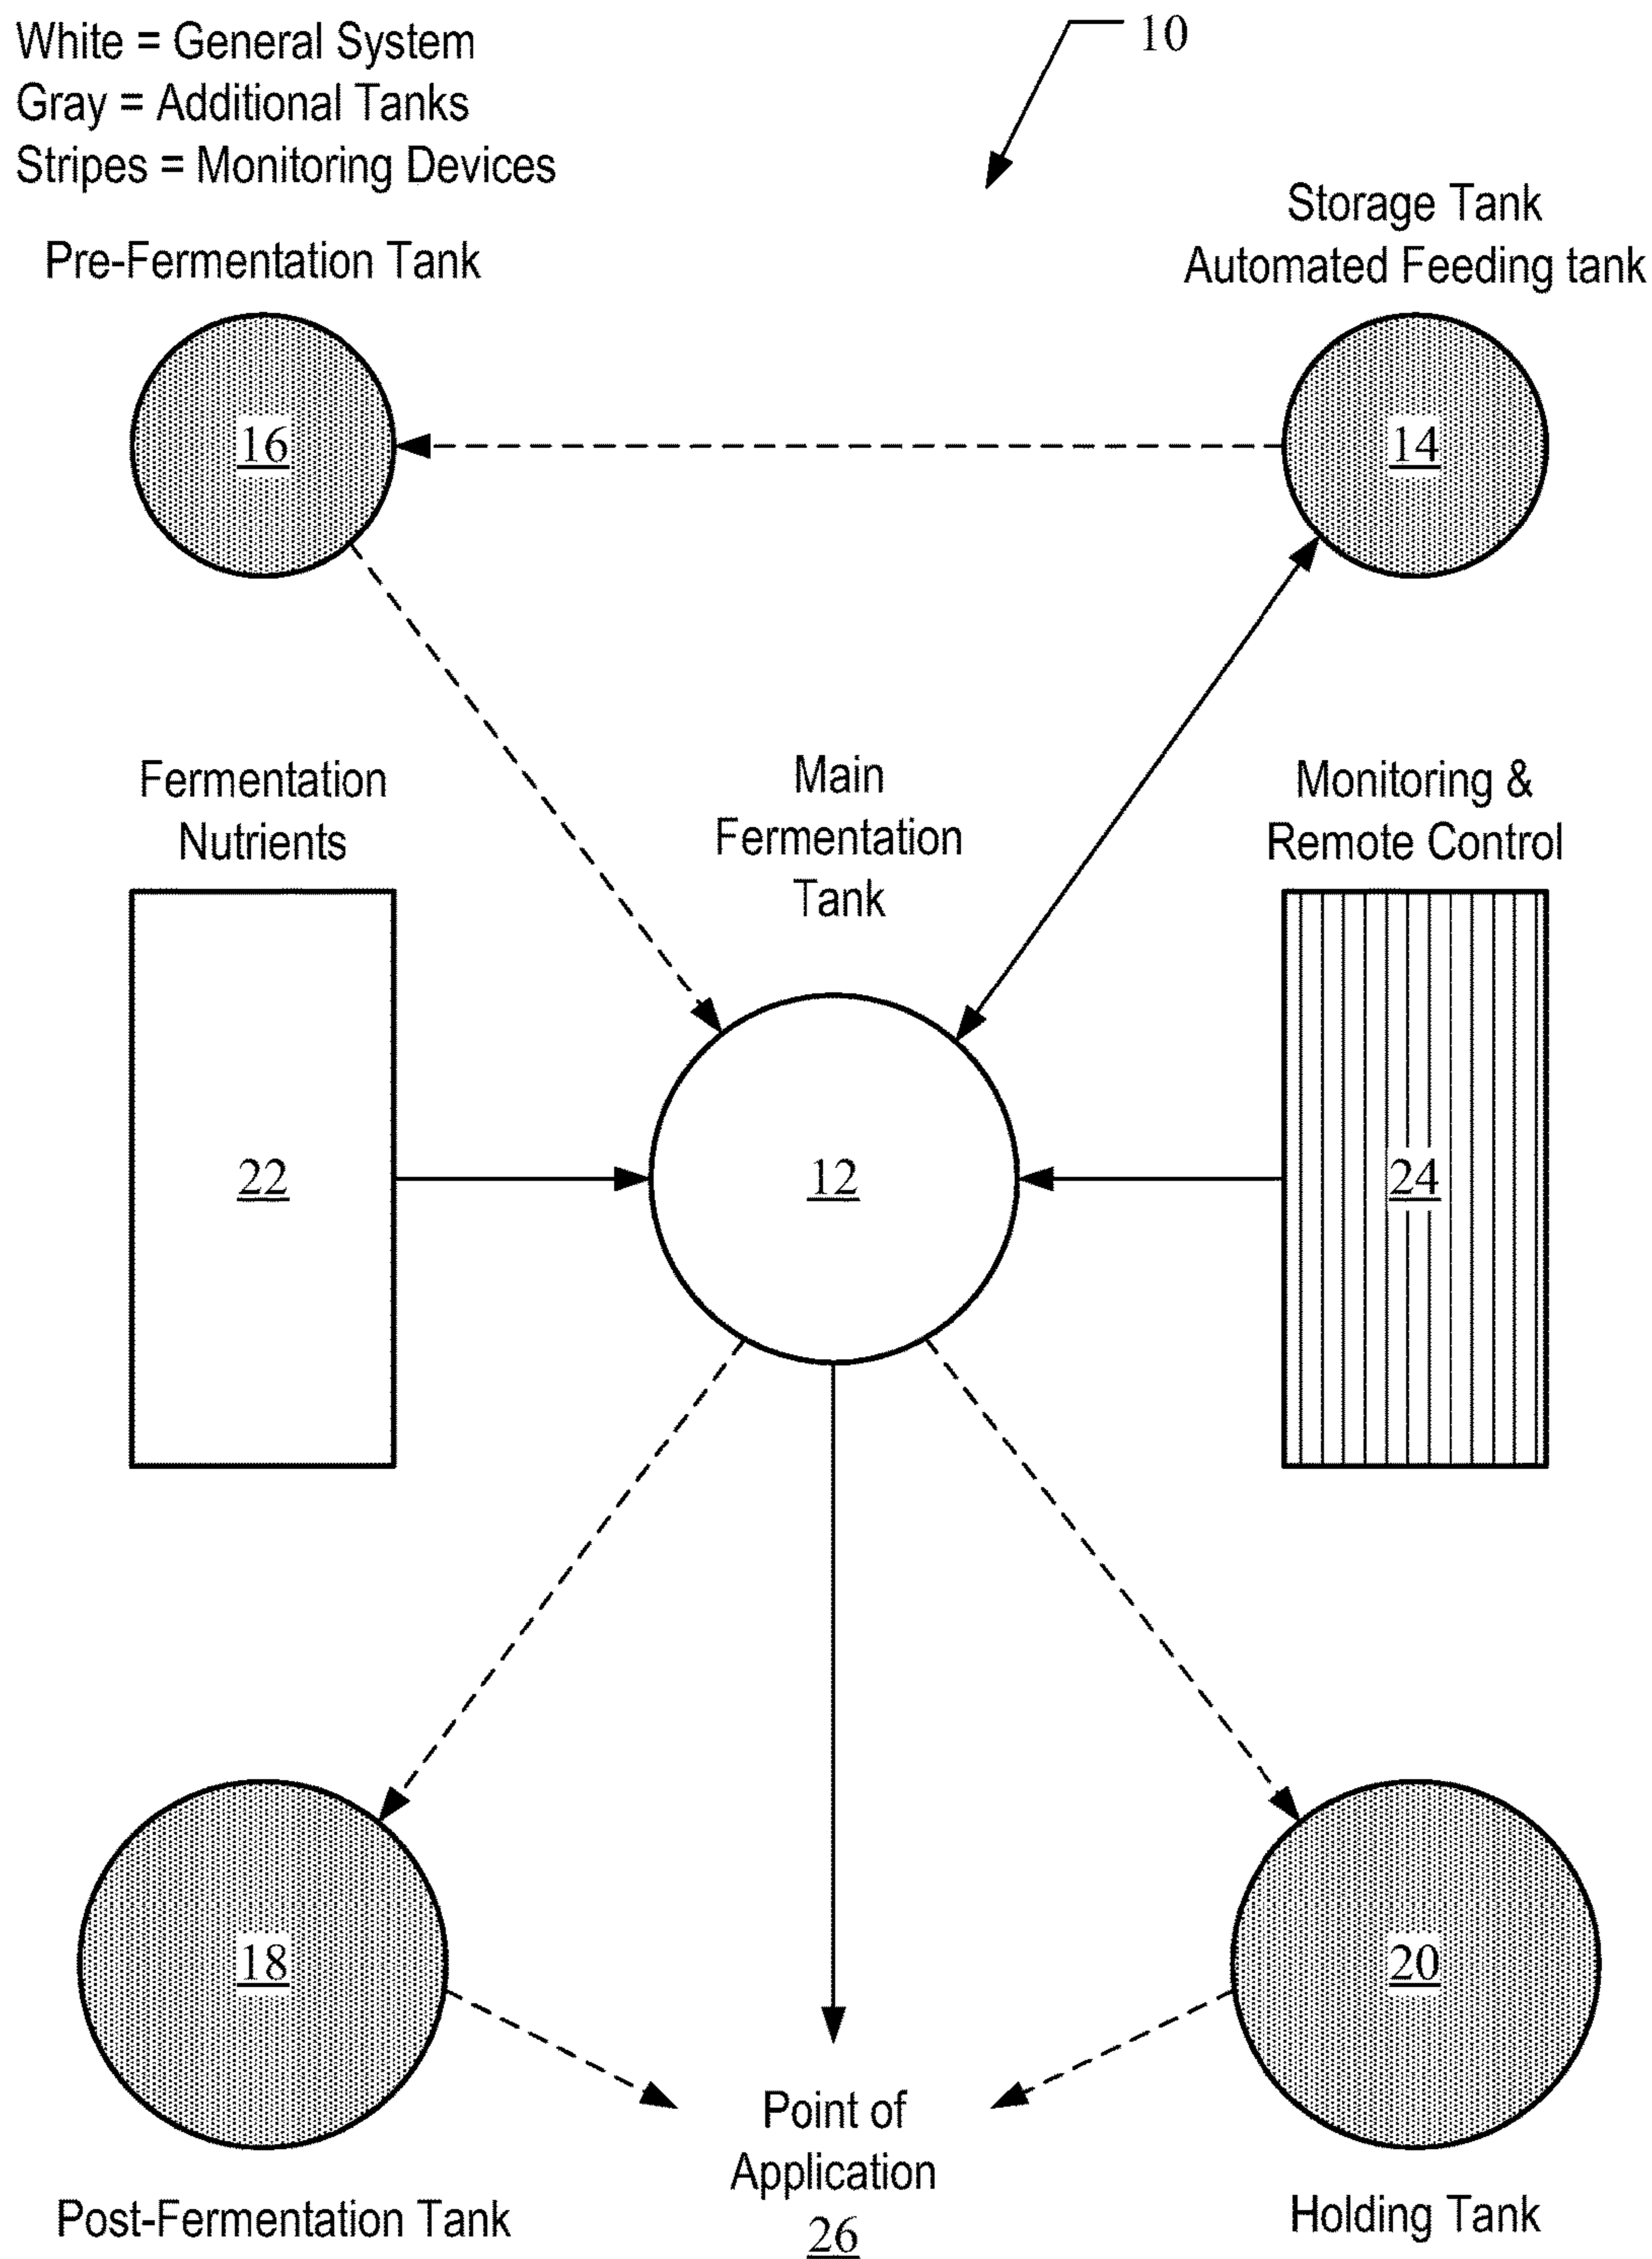 White = General System
Gray = Additional Tanks
Stripes = Monitoring Devices
10
Pre-Fermentation Tank
Storage Tank
Automated Feeding tank
16
14
Fermentation
Nutrients
Main
Fermentation
Tank
Monitoring &
Remote Control
22
12
24
18
20
Point of
Application
26
Post-Fermentation Tank
Holding Tank